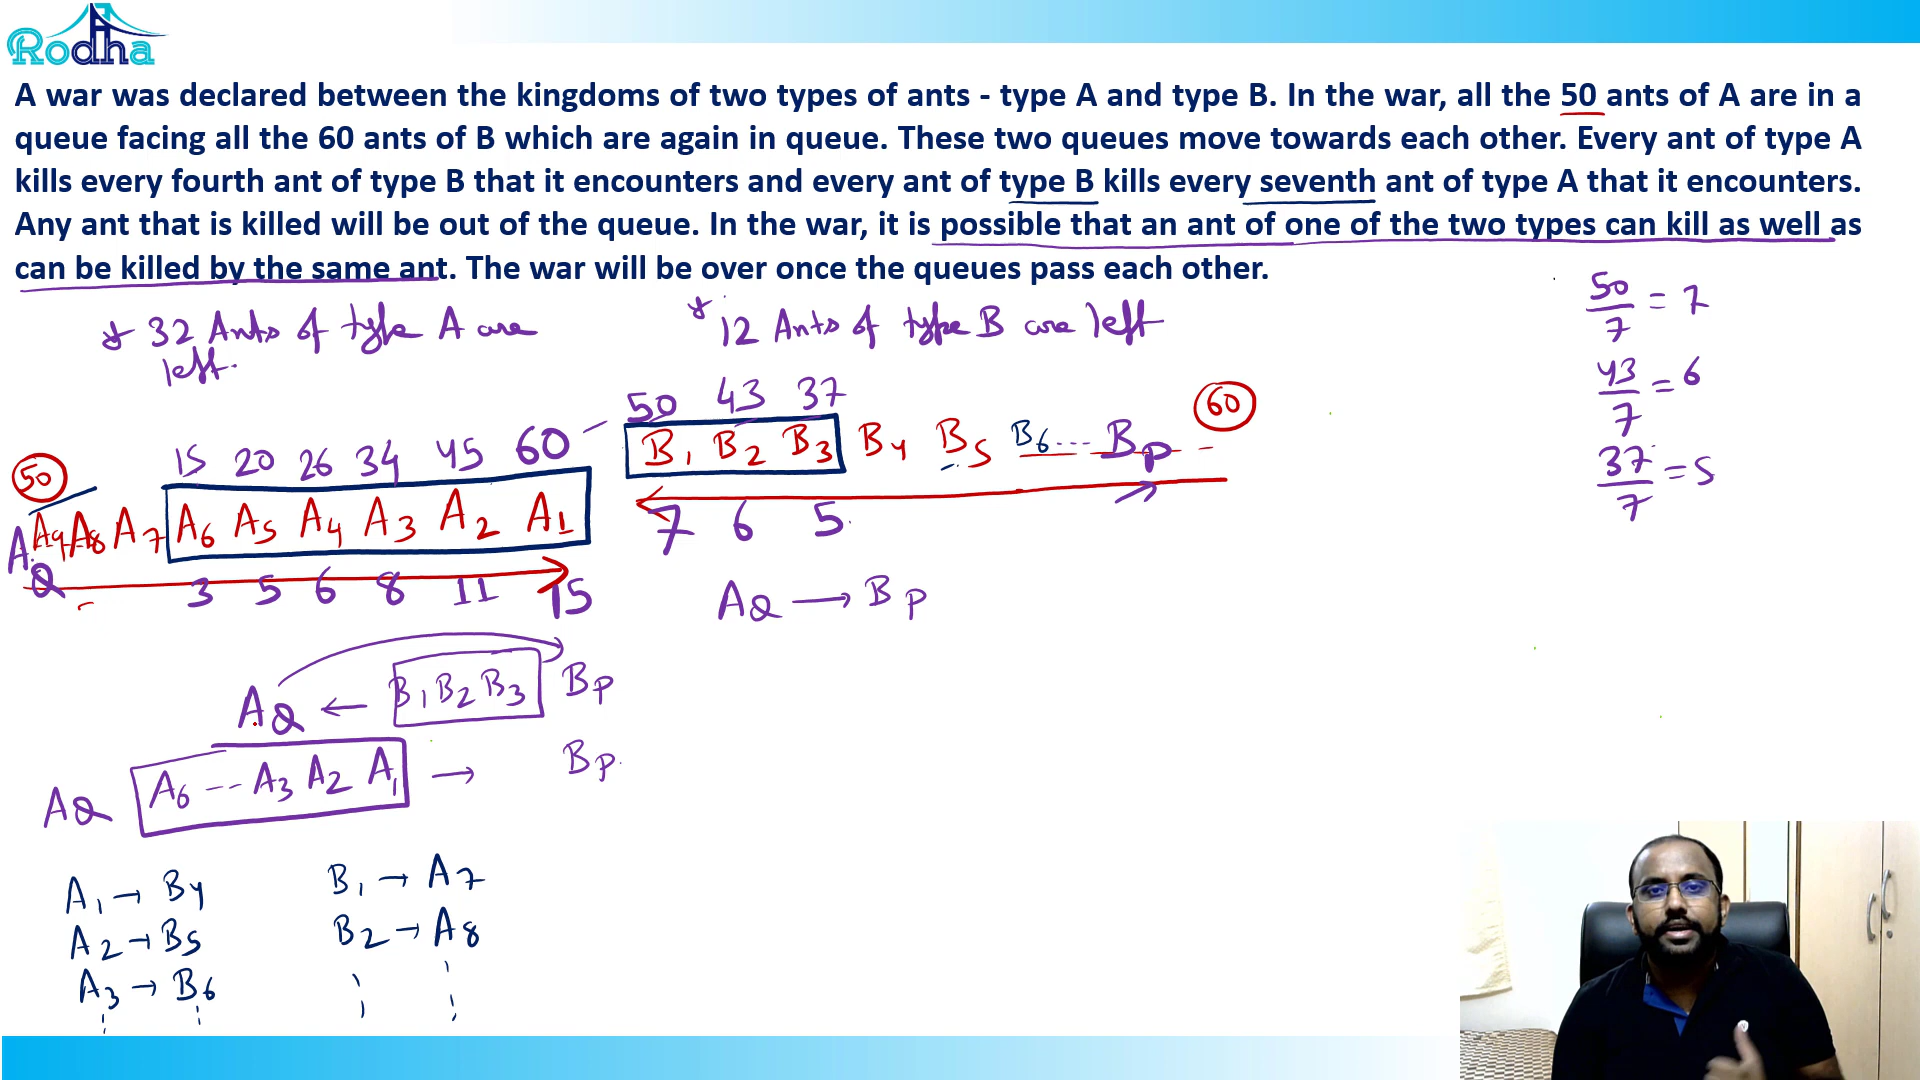 Rodha
A war was declared between the kingdoms of two types of ants - type A and type B. In the war, all the 50 ants of A are in a
queue facing all the 60 ants of B which are again in queue. These two queues move towards each other. Every ant of type A
kills every fourth ant of type B that it encounters and every ant of type B kills every seventh ant of type A that it encounters.
Any ant that is killed will be out of the queue. In the war, it is possible that an ant of one of the two types can kill as well as
can be killed by the same ant. The war will be over once the queues pass each other.
* 32 Ants of type A are
left.
* 12 Ants of type B are left
50/7 = 7
43/7 = 6
37/7 = 5
50 43 37
60
B1 B2 B3 B4 B5 B6 .... Bp
7 6 5
50
15 20 26 34 45 60
AQ A9 A8 A7 A6 A5 A4 A3 A2 A1
3 5 6 8 11 15
AQ → Bp
AQ ← B1 B2 B3 Bp
AQ A6 --- A3 A2 A1 → Bp
A1 → B4
A2 → B5
A3 → B6
B1 → A7
B2 → A8